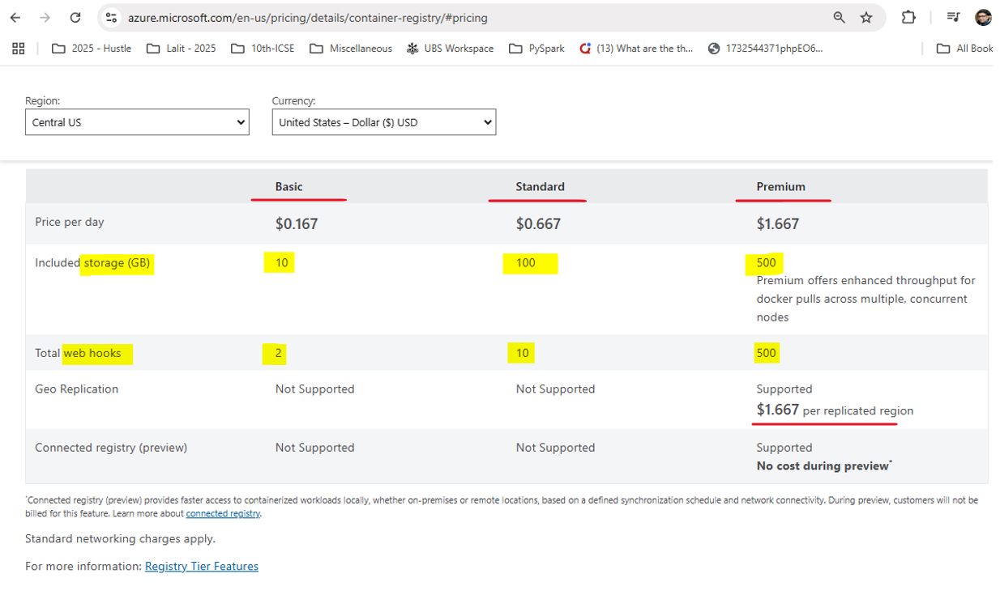 azure.microsoft.com/en-us/pricing/details/container-registry/#pricing
2025 - Hustle Lalit - 2025 10th-ICSE Miscellaneous UBS Workspace PySpark (13) What are the th... 1732544371phpEO6... All Book
Region: Currency:
Central US United States – Dollar ($) USD
Basic Standard Premium
Price per day $0.167 $0.667 $1.667
Included storage (GB) 10 100 500
Premium offers enhanced throughput for
docker pulls across multiple, concurrent
nodes
Total web hooks 2 10 500
Geo Replication Not Supported Not Supported Supported
$1.667 per replicated region
Connected registry (preview) Not Supported Not Supported Supported
No cost during preview*
*Connected registry (preview) provides faster access to containerized workloads locally, whether on-premises or remote locations, based on a defined synchronization schedule and network connectivity. During preview, customers will not be
billed for this feature. Learn more about connected registry.
Standard networking charges apply.
For more information: Registry Tier Features